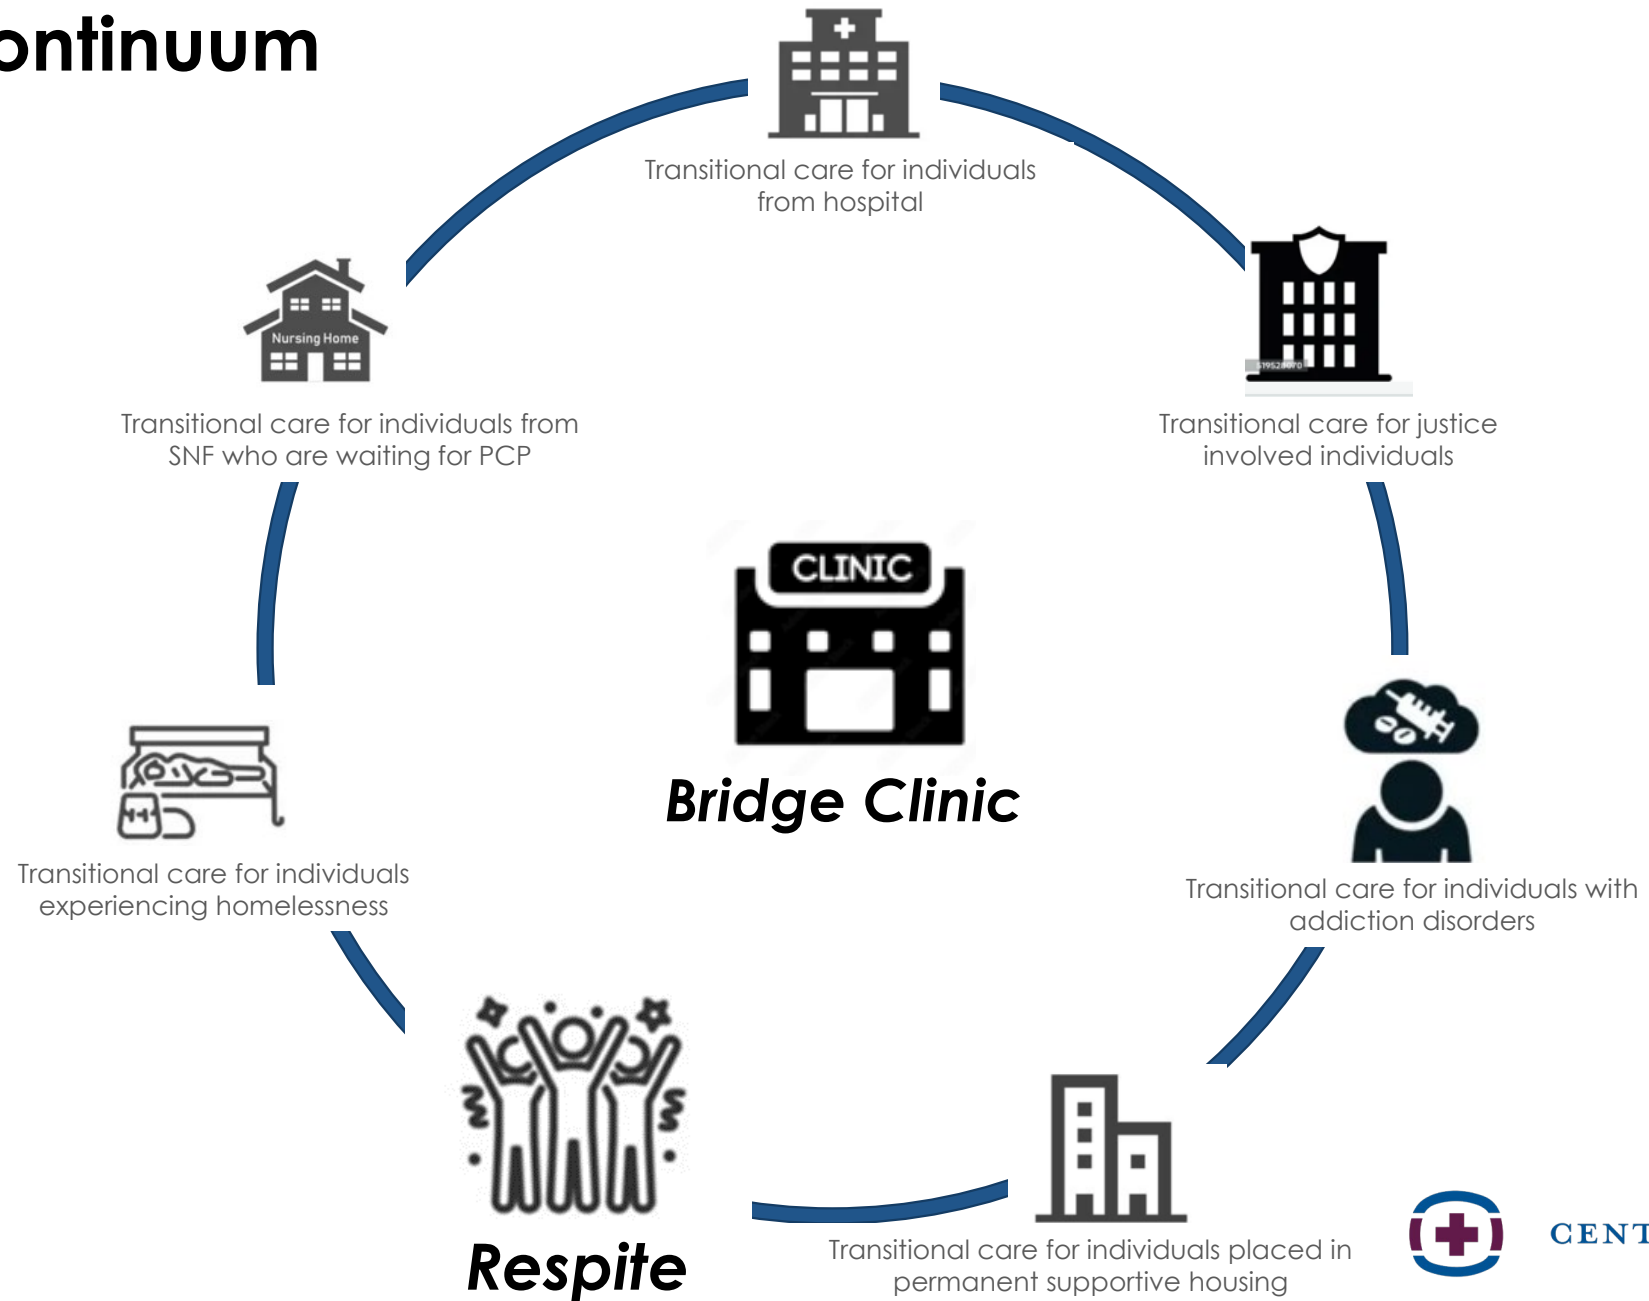 ontinuum
Transitional care for individuals
from hospital
Nursing Home
519528070
Transitional care for individuals from
SNF who are waiting for PCP
Transitional care for justice
involved individuals
CLINIC
Bridge Clinic
Transitional care for individuals
experiencing homelessness
Transitional care for individuals with
addiction disorders
Respite
Transitional care for individuals placed in
permanent supportive housing
CENT